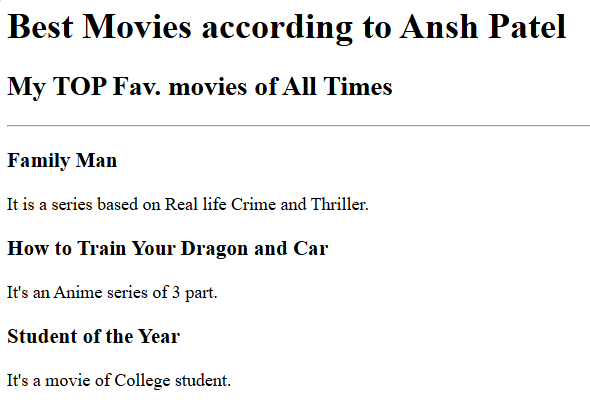 Best Movies according to Ansh Patel
My TOP Fav. movies of All Times
Family Man
It is a series based on Real life Crime and Thriller.
How to Train Your Dragon and Car
It's an Anime series of 3 part.
Student of the Year
It's a movie of College student.